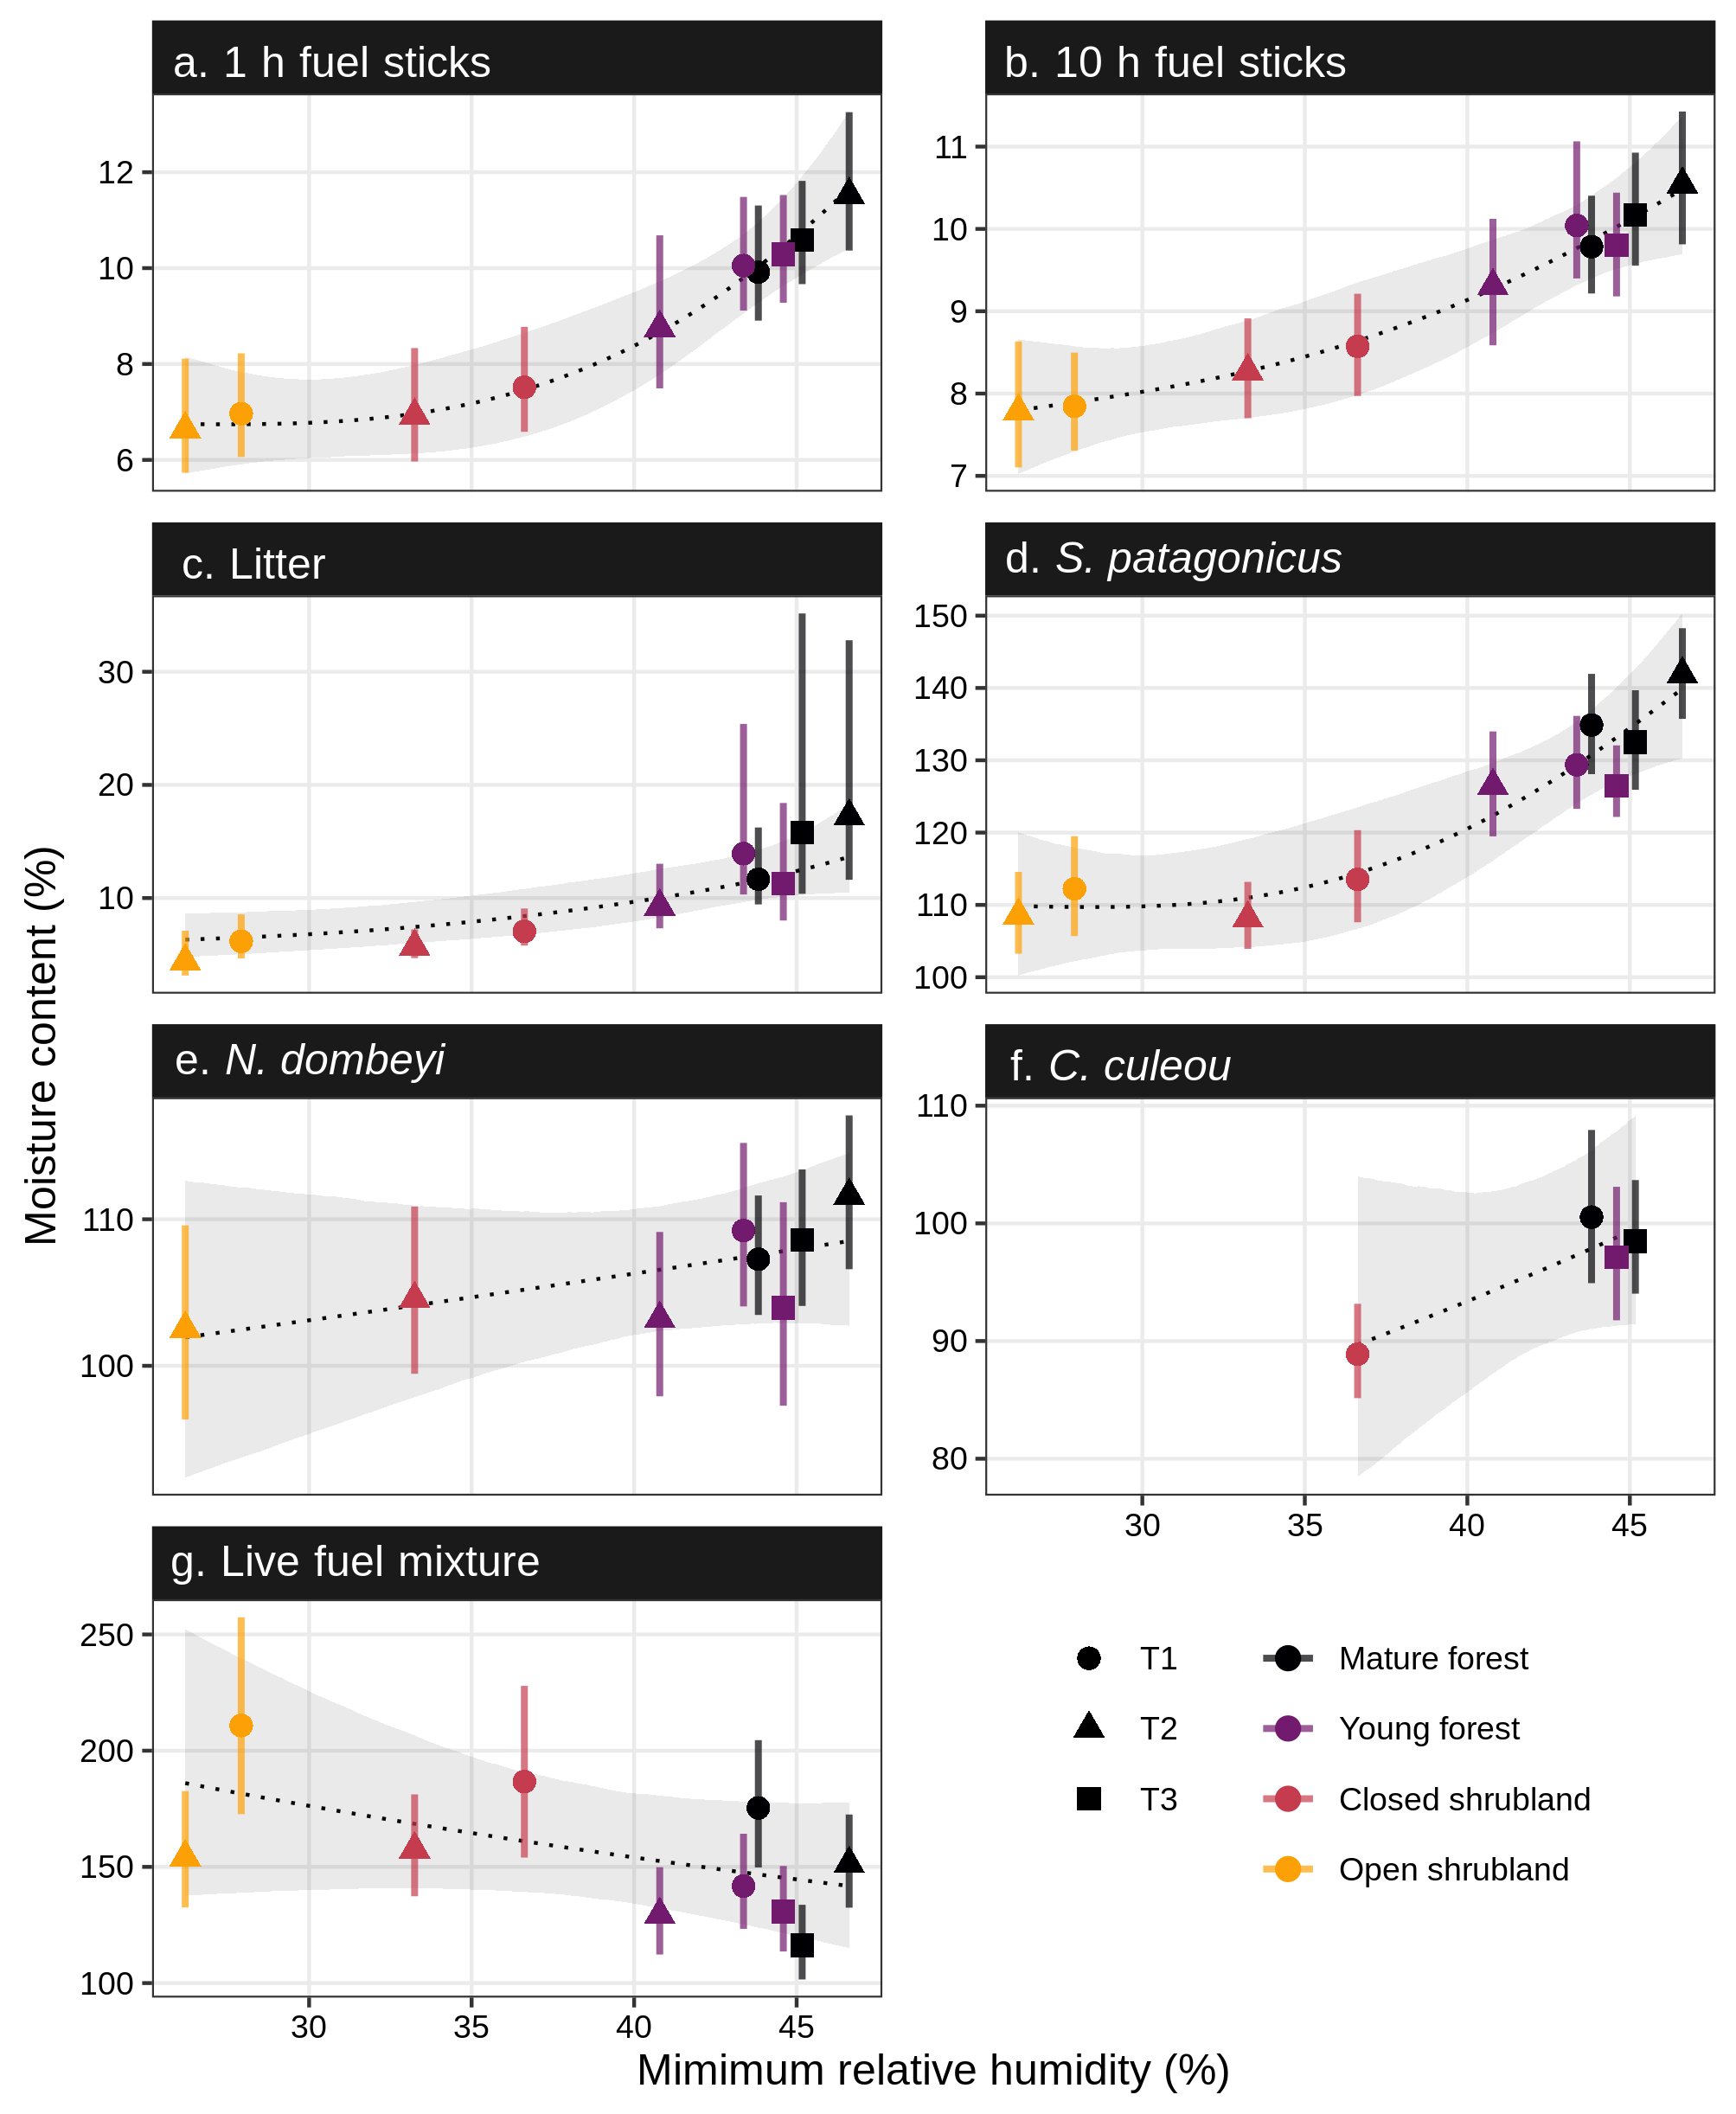 a. 1 h fuel sticks
12
10
8
6
b. 10 h fuel sticks
11
10
9
8
7
c. Litter
30
20
10
d. S. patagonicus
150
140
130
120
110
100
Moisture content (%)
e. N. dombeyi
110
100
f. C. culeou
110
100
90
80
30 35 40 45
g. Live fuel mixture
250
200
150
100
30 35 40 45
T1
T2
T3
Mature forest
Young forest
Closed shrubland
Open shrubland
Mimimum relative humidity (%)